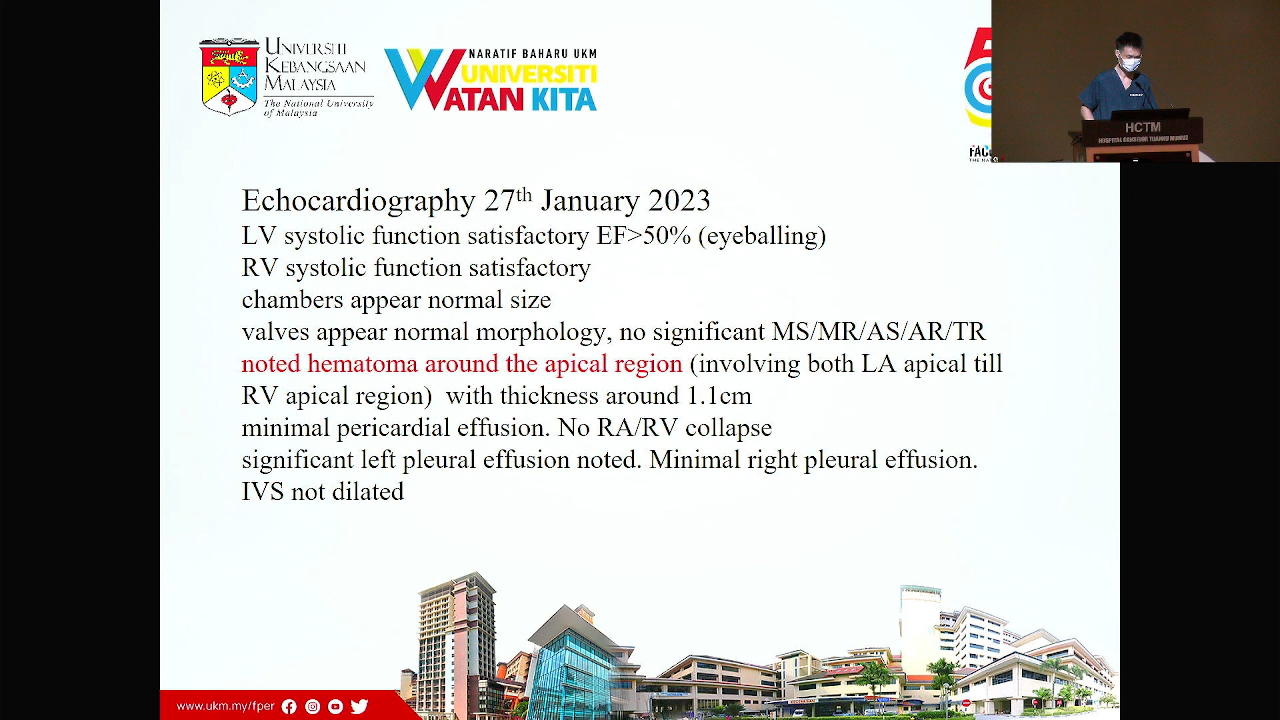 UNIVERSITI
KEBANGSAAN
MALAYSIA
The National University
of Malaysia
NARATIF BAHARU UKM
UNIVERSITI
WATAN KITA
HCTM
HOSPITAL CANSELOR TUANKU MUHRIZ
Echocardiography 27th January 2023
LV systolic function satisfactory EF>50% (eyeballing)
RV systolic function satisfactory
chambers appear normal size
valves appear normal morphology, no significant MS/MR/AS/AR/TR
noted hematoma around the apical region (involving both LA apical till
RV apical region) with thickness around 1.1cm
minimal pericardial effusion. No RA/RV collapse
significant left pleural effusion noted. Minimal right pleural effusion.
IVS not dilated
www.ukm.my/fper